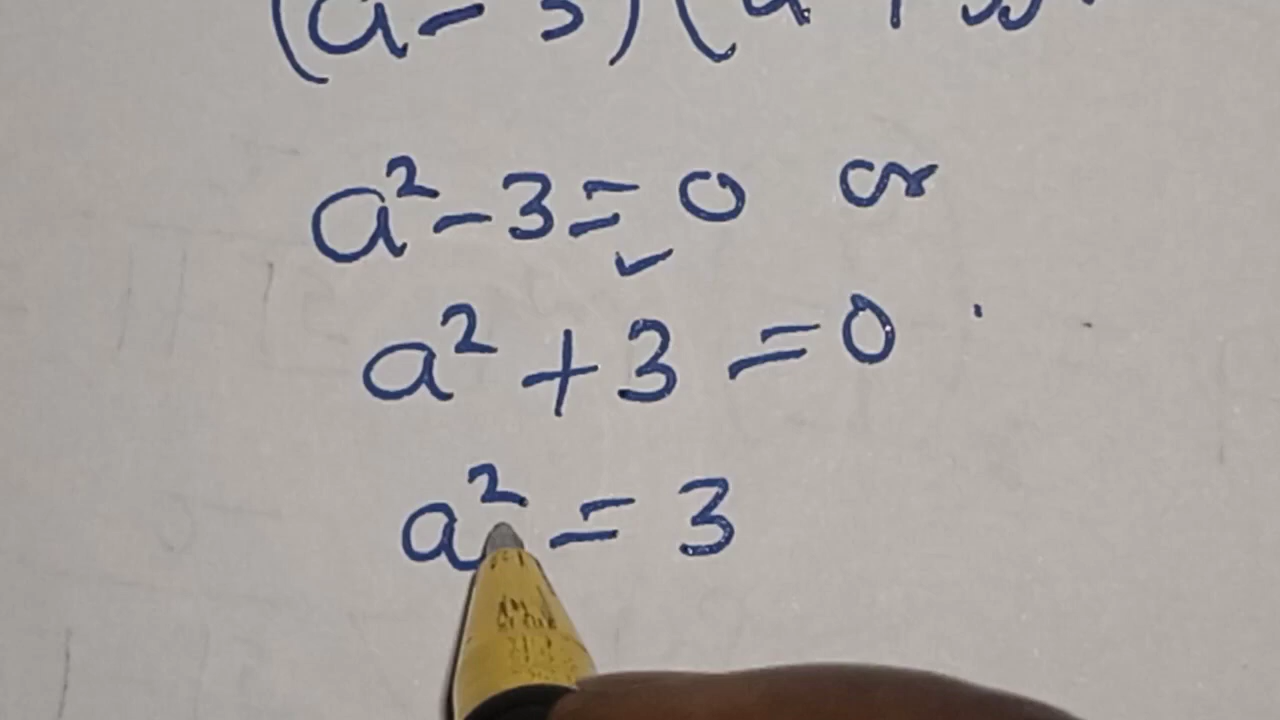 a² - 3 = 0 or
a² + 3 = 0
a² = 3